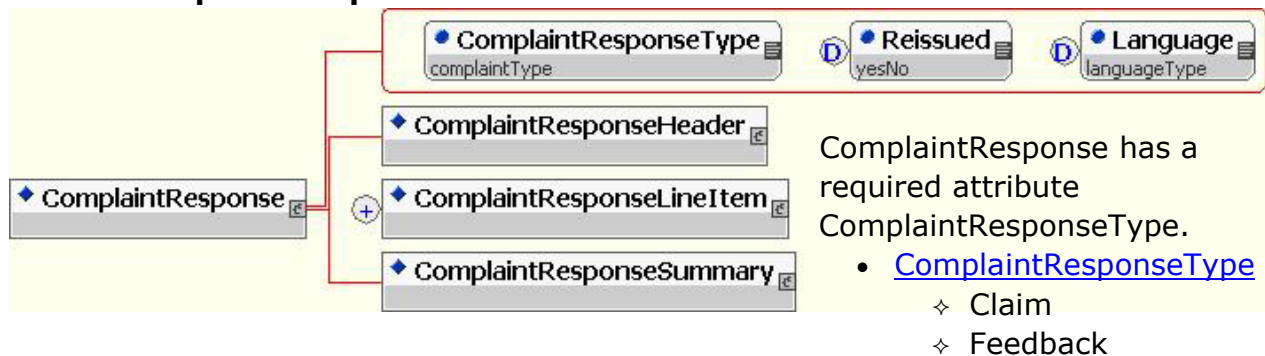 ComplaintResponseType
complaintType
D
Reissued
yesNo
D
Language
languageType
ComplaintResponseHeader
ComplaintResponse
+
ComplaintResponseLineItem
ComplaintResponseSummary
ComplaintResponse has a
required attribute
ComplaintResponseType.
• ComplaintResponseType
✧ Claim
✧ Feedback